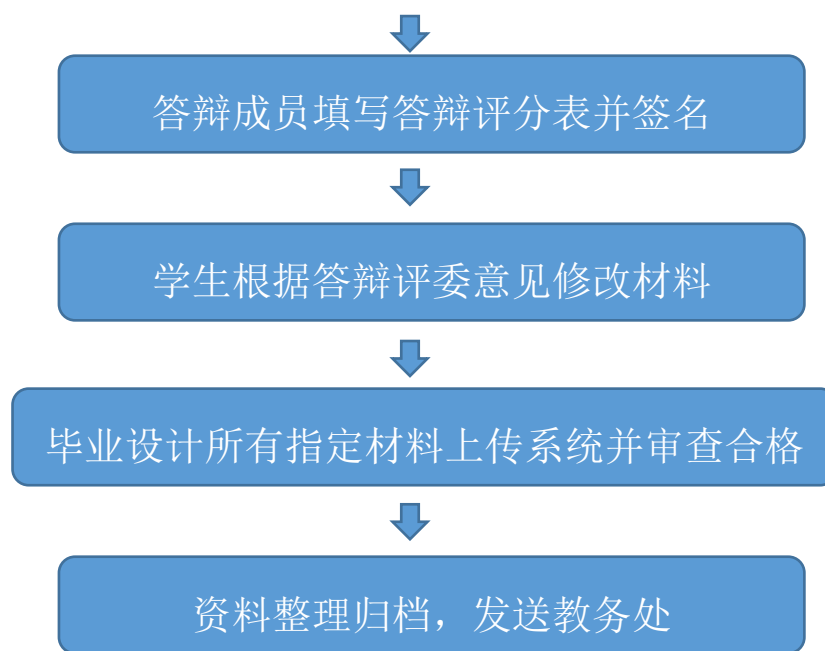 答辩成员填写答辩评分表并签名
学生根据答辩评委意见修改材料
毕业设计所有指定材料上传系统并审查合格
资料整理归档，发送教务处